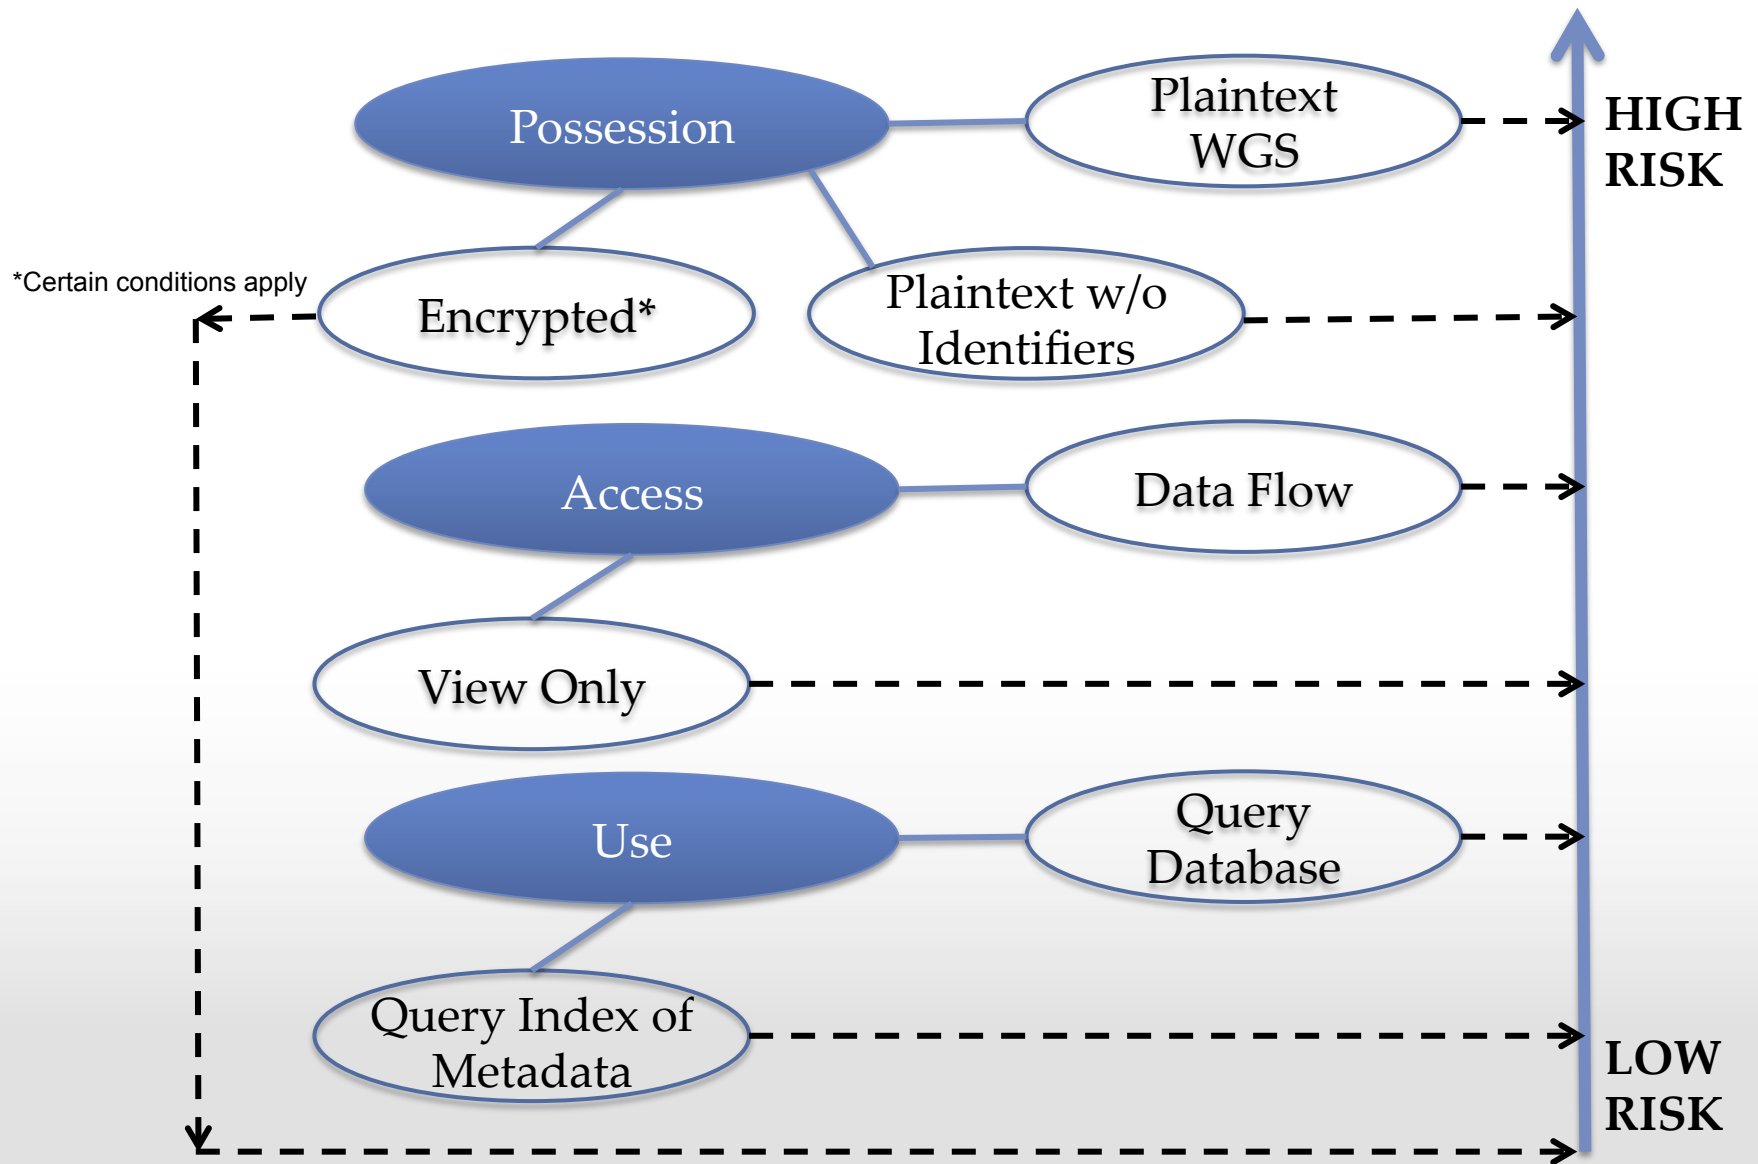 Possession
Plaintext
WGS
HIGH
RISK
*Certain conditions apply
Encrypted*
Plaintext w/o
Identifiers
Access
Data Flow
View Only
Use
Query
Database
Query Index of
Metadata
LOW
RISK